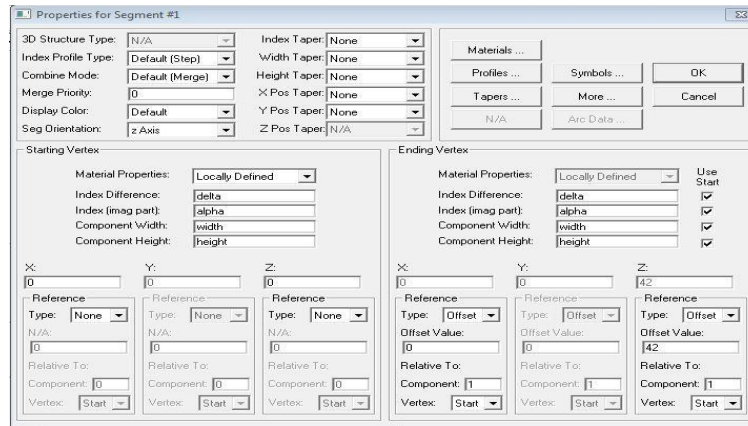 Properties for Segment #1
3D Structure Type: N/A
Index Profile Type: Default (Step)
Combine Mode: Default (Merge)
Merge Priority: 0
Display Color: Default
Seg Orientation: z Axis
Index Taper: None
Width Taper: None
Height Taper: None
X Pos Taper: None
Y Pos Taper: None
Z Pos Taper: N/A
Materials ...
Profiles ... Symbols ... OK
Tapers ... More ... Cancel
N/A Arc Data ...
Starting Vertex
Material Properties: Locally Defined
Index Difference: delta
Index (imag part): alpha
Component Width: width
Component Height: height
X: Y: Z:
0 0 0
Reference Reference Reference
Type: None Type: None Type: None
N/A: N/A: N/A:
0 0 0
Relative To: Relative To: Relative To:
Component: 0 Component: 0 Component: 0
Vertex: Start Vertex: Start Vertex: Start
Ending Vertex
Material Properties: Locally Defined Use Start
Index Difference: delta
Index (imag part): alpha
Component Width: width
Component Height: height
X: Y: Z:
0 0 42
Reference Reference Reference
Type: Offset Type: Offset Type: Offset
Offset Value: Offset Value: Offset Value:
0 0 42
Relative To: Relative To: Relative To:
Component: 1 Component: 1 Component: 1
Vertex: Start Vertex: Start Vertex: Start